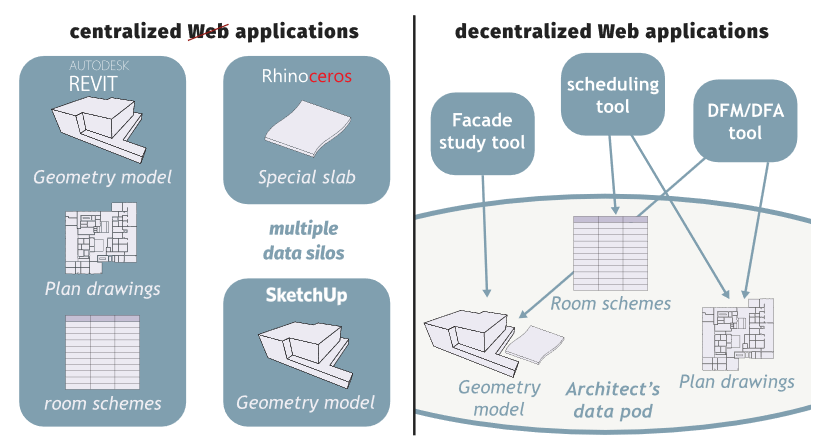 centralized Web applications
AUTODESK
REVIT
Geometry model
Plan drawings
room schemes
Rhinoceros
Special slab
multiple
data silos
SketchUp
Geometry model
decentralized Web applications
Facade
study tool
scheduling
tool
DFM/DFA
tool
Room schemes
Geometry
model
Architect's
data pod
Plan drawings